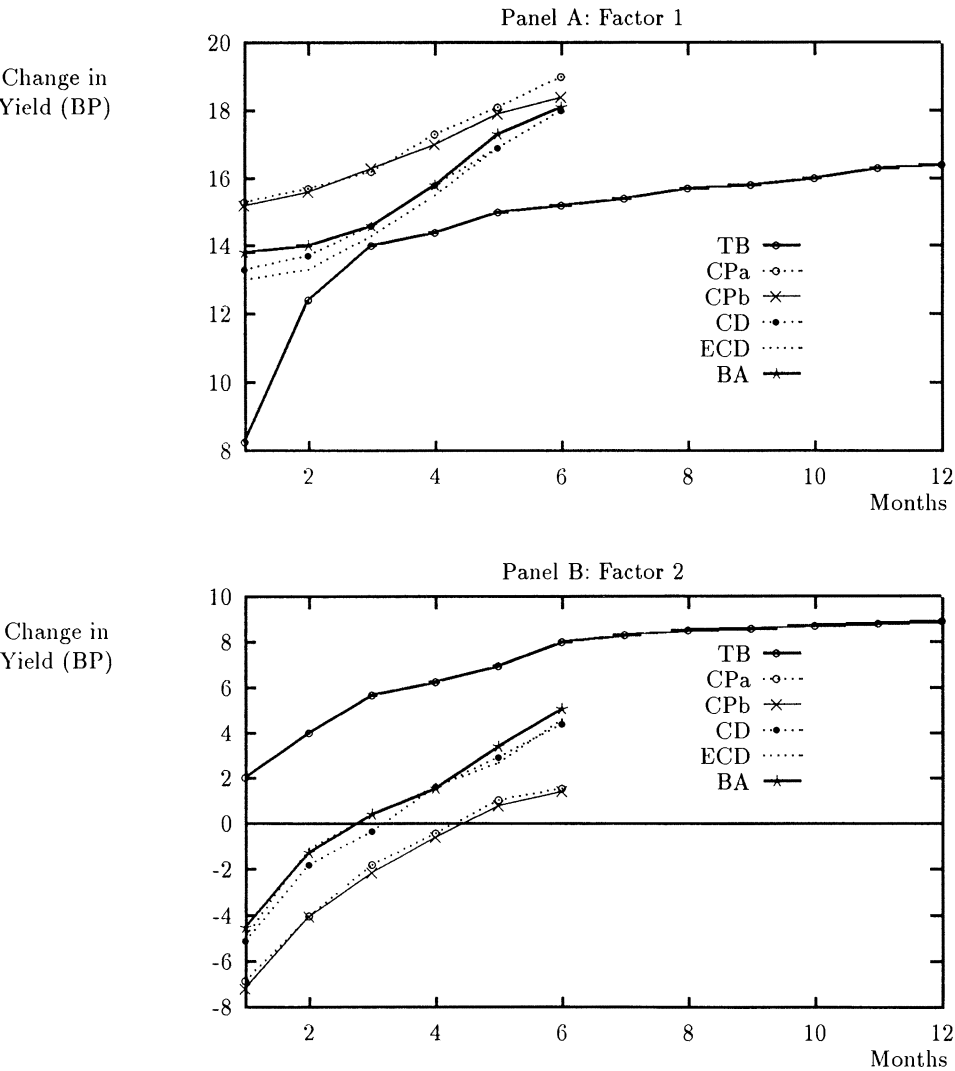 Panel A: Factor 1
Change in
Yield (BP)
20
18
16
14
12
10
8
TB
CPa
CPb
CD
ECD
BA
2
4
6
8
10
12
Months
Panel B: Factor 2
Change in
Yield (BP)
10
8
6
4
2
0
-2
-4
-6
-8
TB
CPa
CPb
CD
ECD
BA
2
4
6
8
10
12
Months